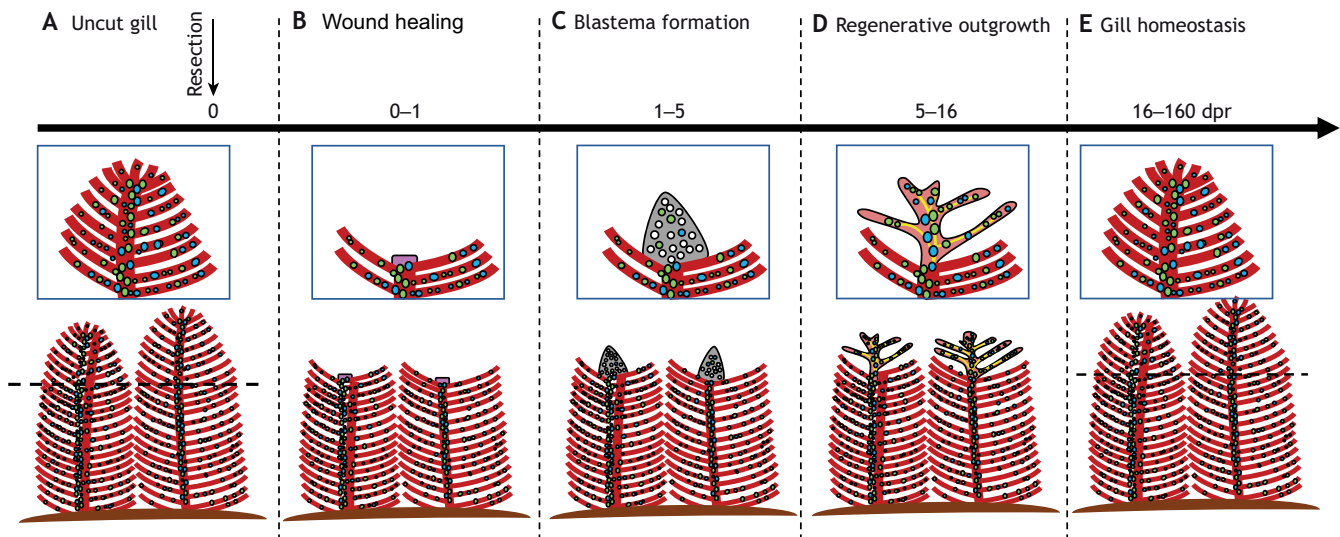 A Uncut gill
Resection
0
B Wound healing
0–1
C Blastema formation
1–5
D Regenerative outgrowth
5–16
E Gill homeostasis
16–160 dpr